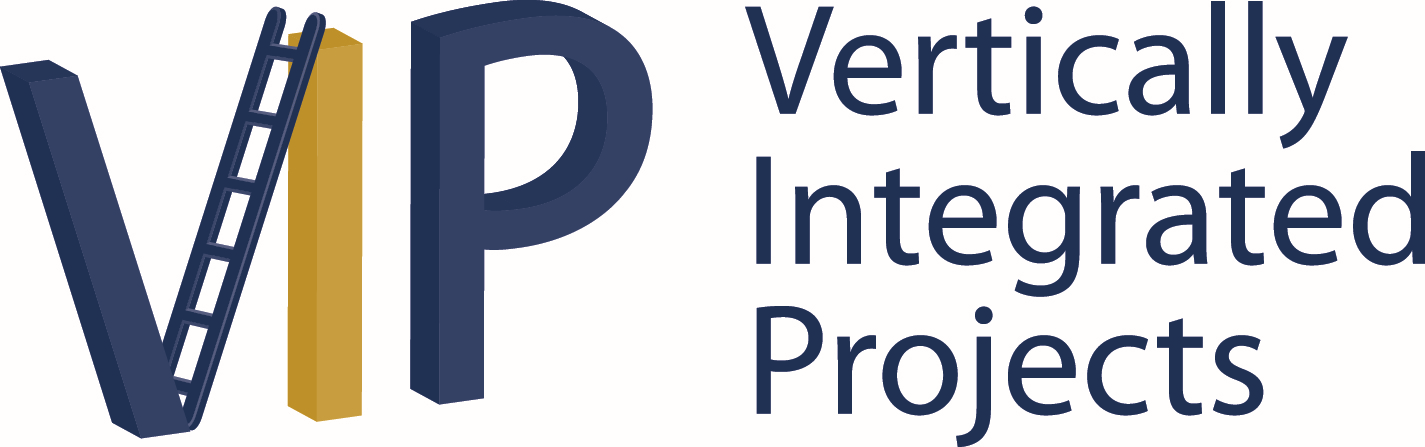 VIP
Vertically
Integrated
Projects